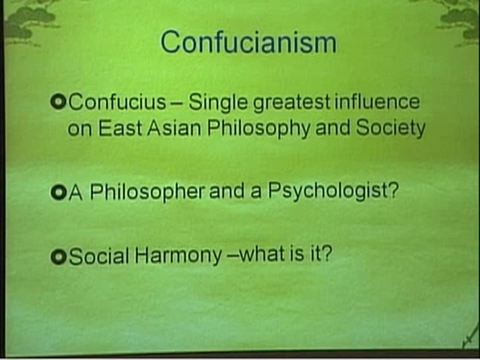 Confucianism
Confucius – Single greatest influence
on East Asian Philosophy and Society
A Philosopher and a Psychologist?
Social Harmony –what is it?